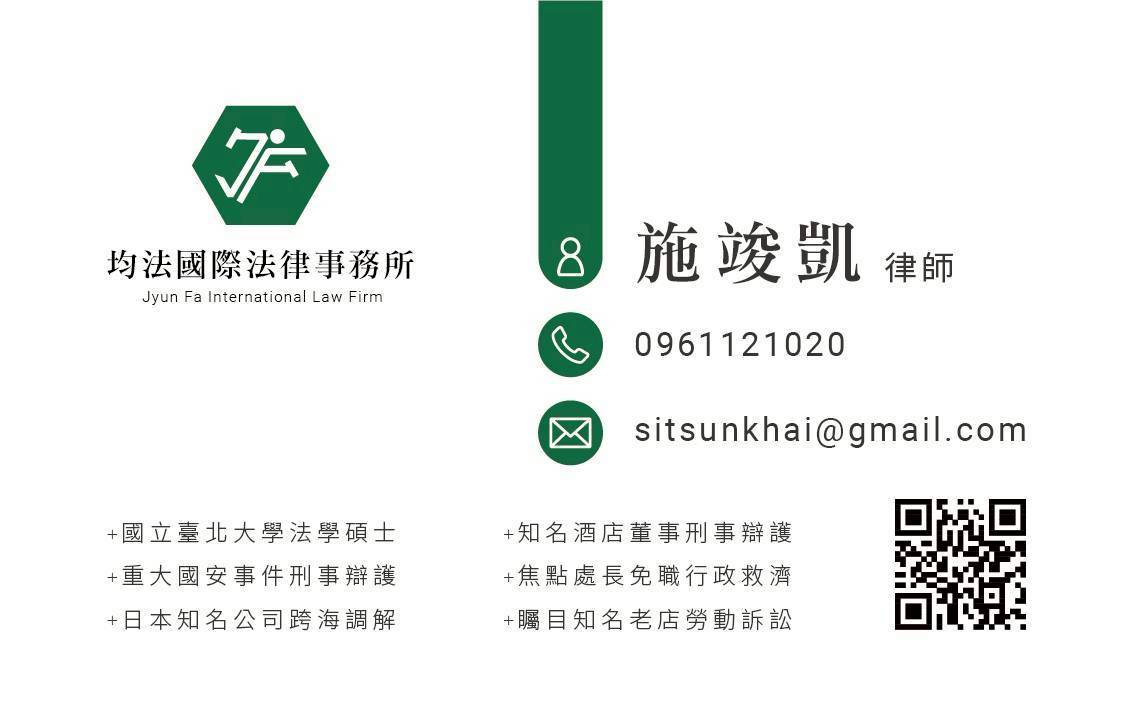 均法國際法律事務所
Jyun Fa International Law Firm
施竣凱 律師
0961121020
sitsunkhai@gmail.com
+國立臺北大學法學碩士
+重大國安事件刑事辯護
+日本知名公司跨海調解
+知名酒店董事刑事辯護
+焦點處長免職行政救濟
+矚目知名老店勞動訴訟